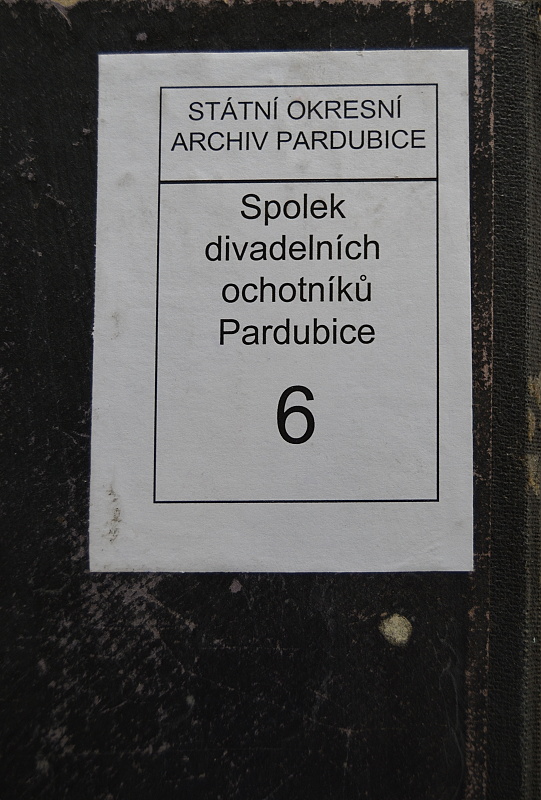 STÁTNÍ OKRESNÍ
ARCHIV PARDUBICE
Spolek
divadelních
ochotníků
Pardubice
6